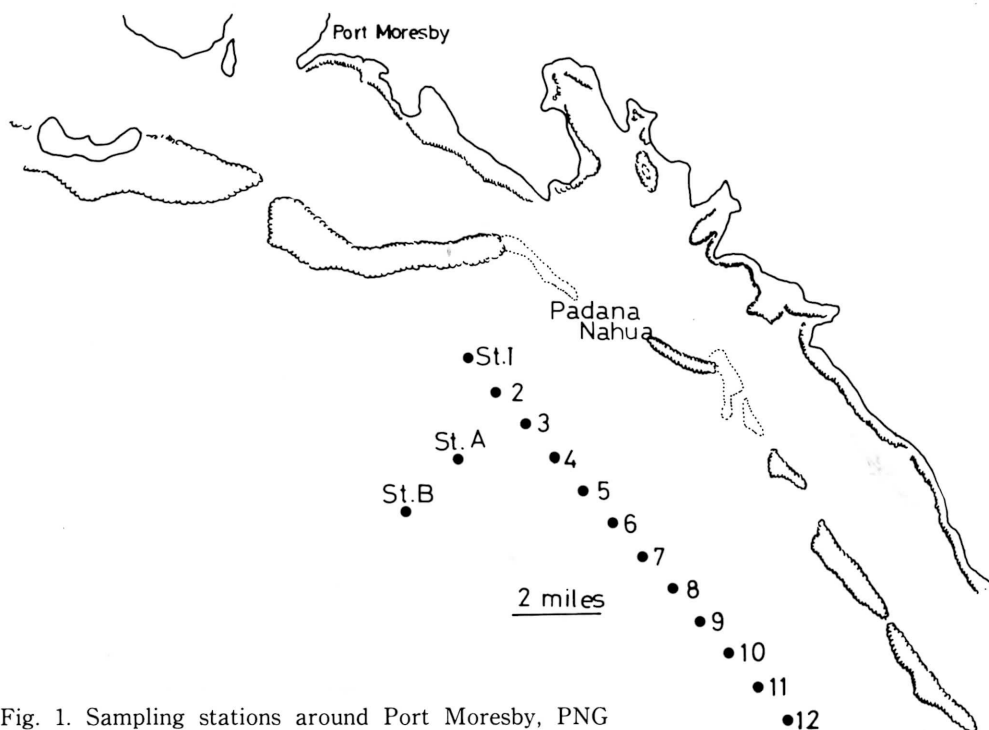 Port Moresby
Padana
Nahua
St.1
2
3
St. A
4
St.B
5
6
7
2 miles
8
9
10
11
Fig. 1. Sampling stations around Port Moresby, PNG
12